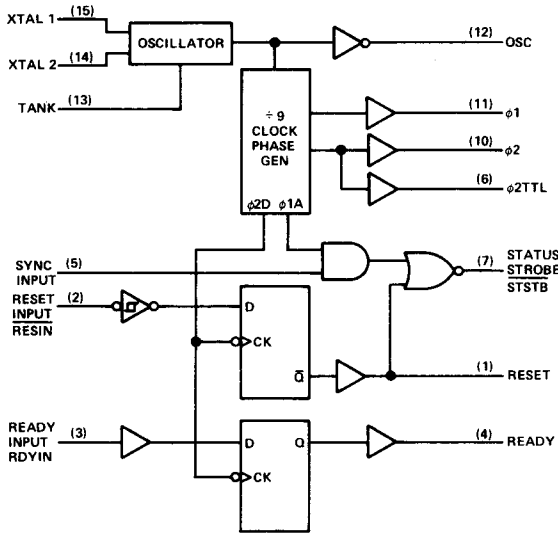 XTAL 1 (15)
XTAL 2 (14)
TANK (13)
OSCILLATOR
(12) OSC
÷ 9
CLOCK
PHASE
GEN
ϕ2D ϕ1A
(11) ϕ1
(10) ϕ2
(6) ϕ2TTL
SYNC (5)
INPUT
RESET (2)
INPUT
RESIN
D
CK
Q
(7) STATUS
STROBE
STSTB
(1) RESET
READY
INPUT (3)
RDYIN
D
Q
CK
(4) READY